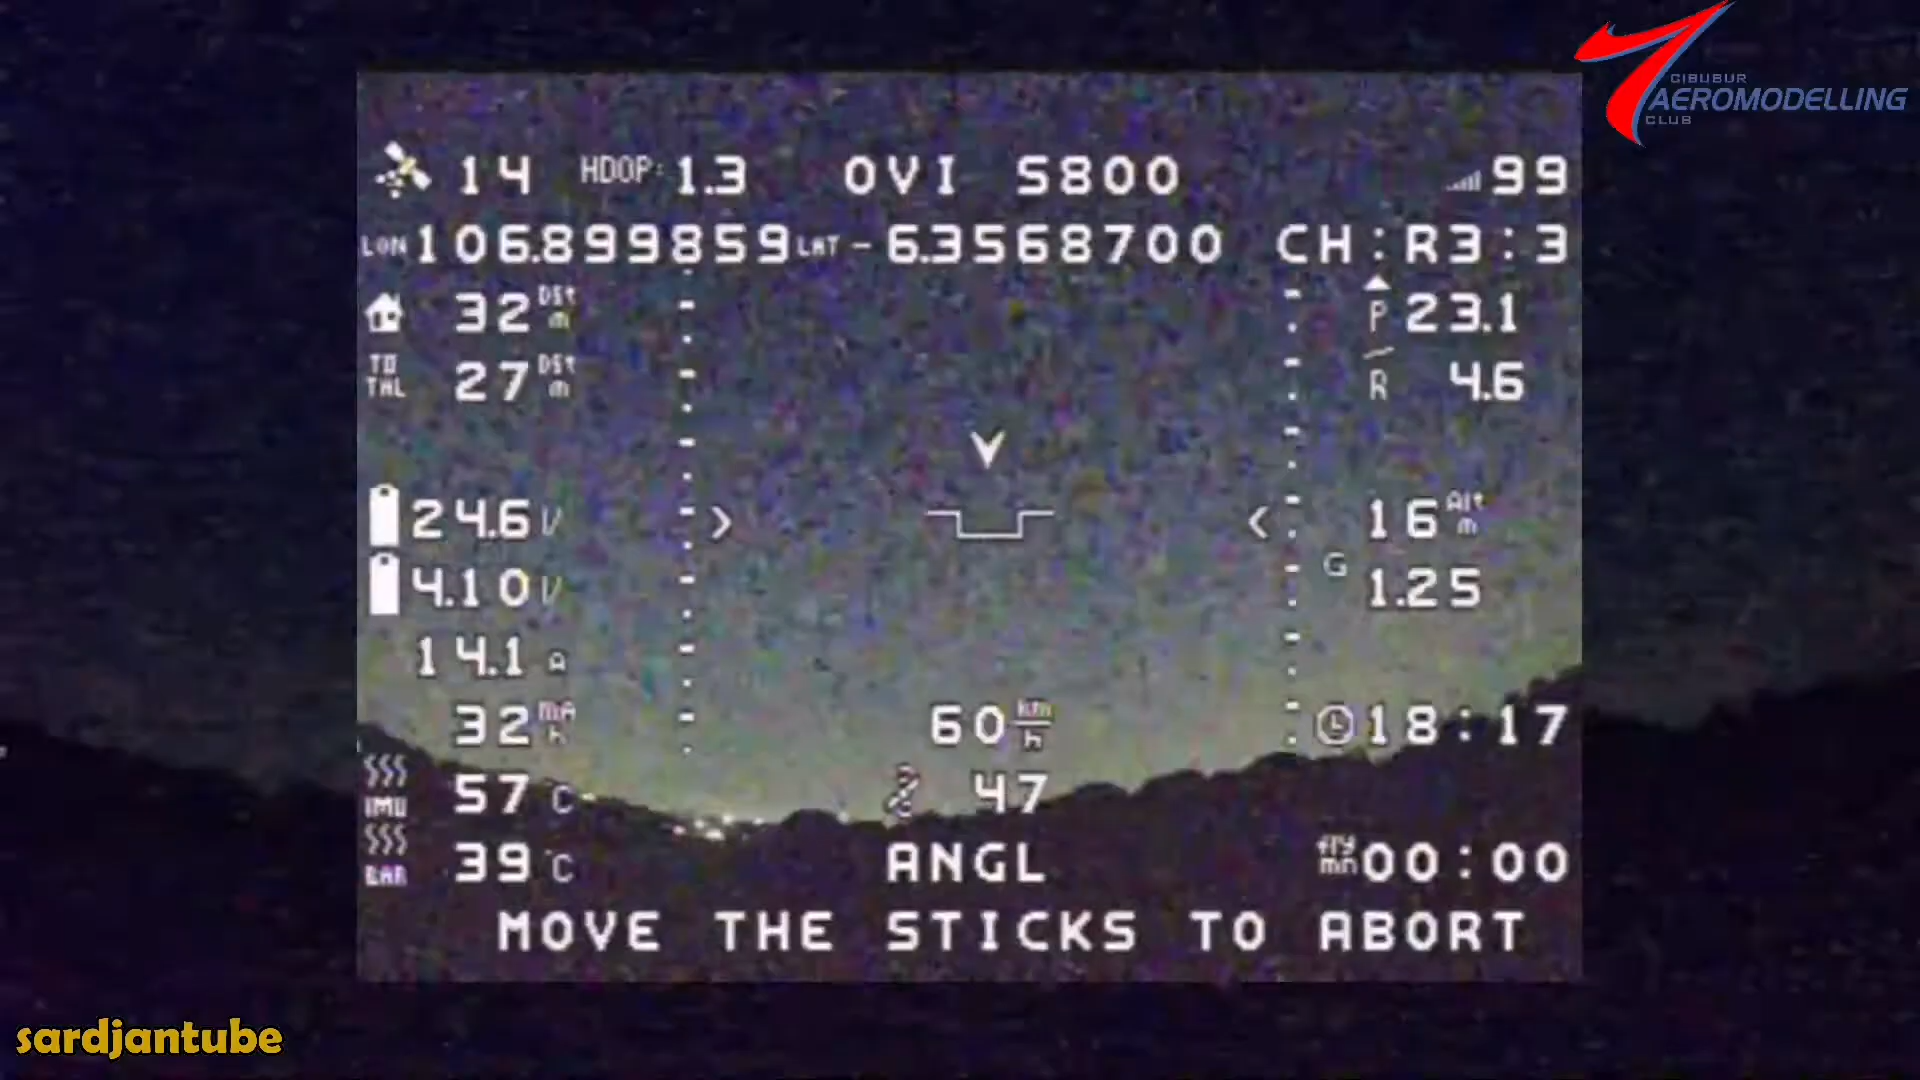 CIBUBUR
AEROMODELLING
CLUB
14 HDOP: 1.3 OVI S800 99
LON 106.899859 LAT -6.3568700 CH:R3:3
32 Dst m P 23.1
TO TAL 27 Dst m R 4.6
24.6 V 16 Alt m
4.10 V G 1.25
14.1 A
32 mA h 60 km h 18:17
IMU 57 °C 47
BAR 39 °C ANGL fly mn 00:00
MOVE THE STICKS TO ABORT
sardjantube